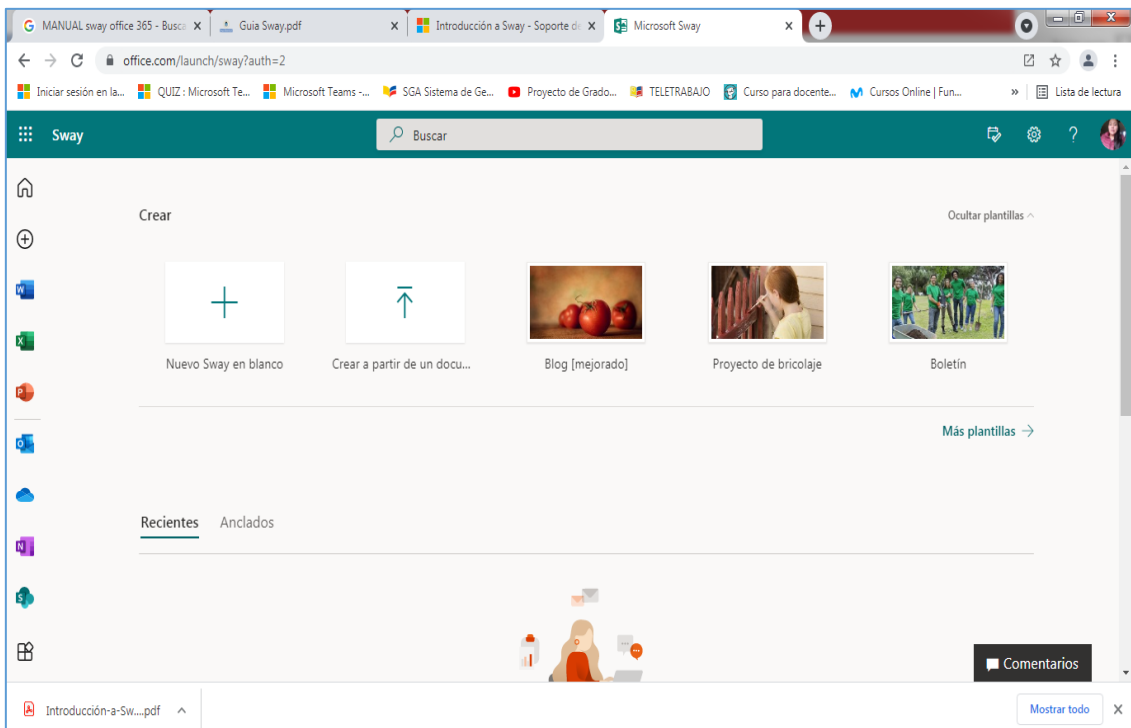 MANUAL sway office 365 - Busca
Guia Sway.pdf
Introducción a Sway - Soporte de
Microsoft Sway
office.com/launch/sway?auth=2
Iniciar sesión en la...
QUIZ : Microsoft Te...
Microsoft Teams -...
SGA Sistema de Ge...
Proyecto de Grado...
TELETRABAJO
Curso para docente...
Cursos Online | Fun...
»
Lista de lectura
Sway
Buscar
Crear
Ocultar plantillas
Nuevo Sway en blanco
Crear a partir de un docu...
Blog [mejorado]
Proyecto de bricolaje
Boletín
Más plantillas →
Recientes
Anclados
Comentarios
Introducción-a-Sw....pdf
Mostrar todo